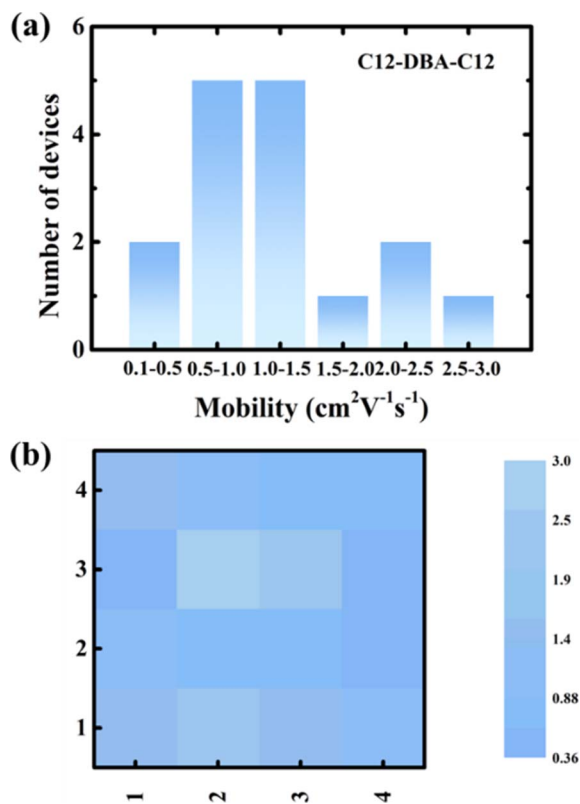 (a)
C12-DBA-C12
Number of devices
6
4
2
0
0.1-0.5 0.5-1.0 1.0-1.5 1.5-2.0 2.0-2.5 2.5-3.0
Mobility (cm²V⁻¹s⁻¹)
(b)
4
3
2
1
1 2 3 4
3.0
2.5
1.9
1.4
0.88
0.36